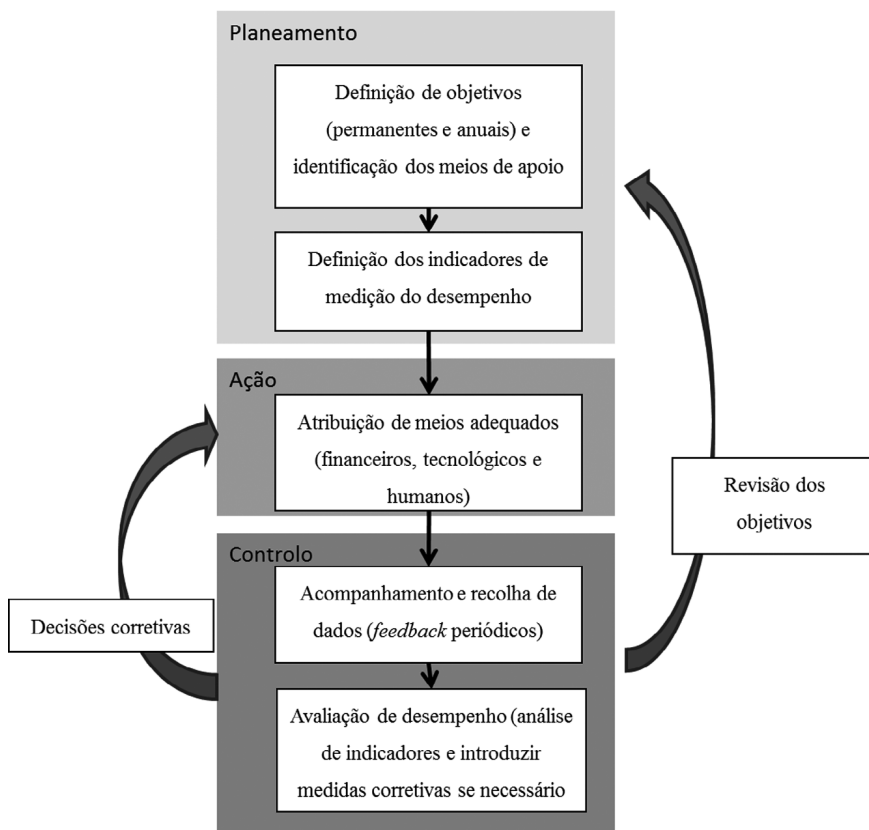 Planeamento
Definição de objetivos
(permanentes e anuais) e
identificação dos meios de apoio
Definição dos indicadores de
medição do desempenho
Ação
Atribuição de meios adequados
(financeiros, tecnológicos e
humanos)
Revisão dos
objetivos
Controlo
Acompanhamento e recolha de
dados (feedback periódicos)
Decisões corretivas
Avaliação de desempenho (análise
de indicadores e introduzir
medidas corretivas se necessário